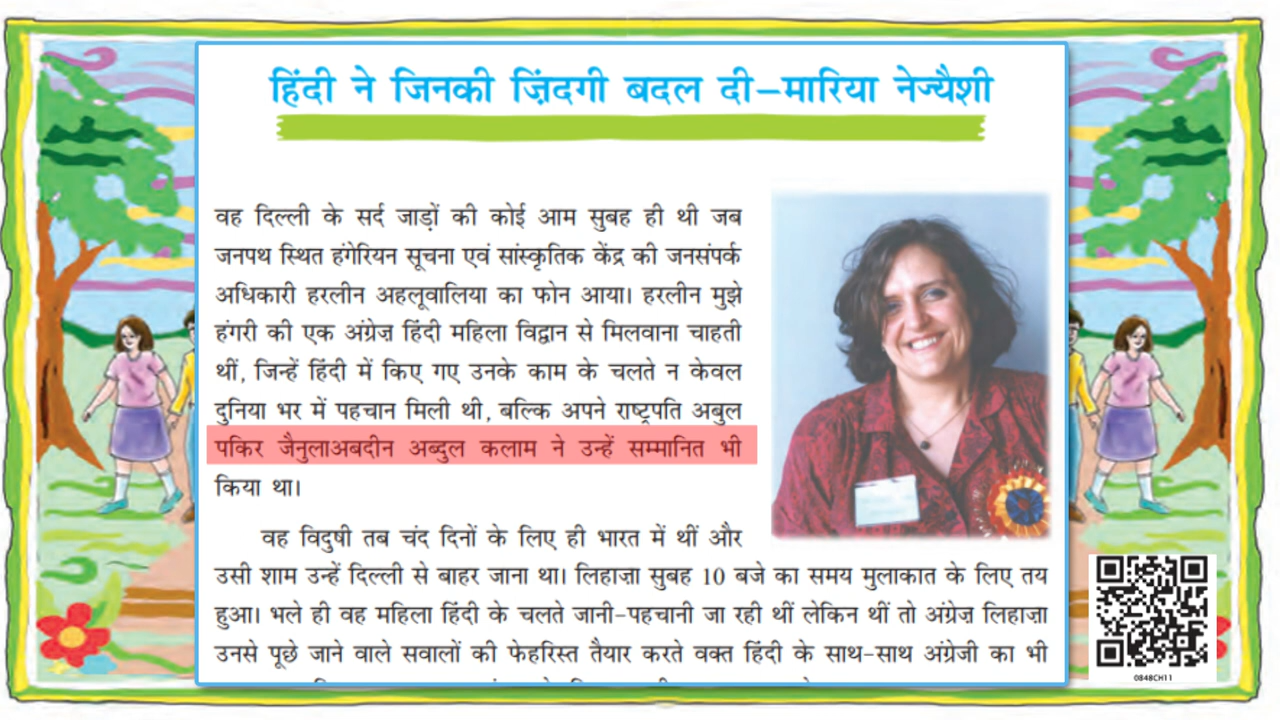 हिंदी ने जिनकी ज़िंदगी बदल दी–मारिया नेज्यैशी
वह दिल्ली के सर्द जाड़ों की कोई आम सुबह ही थी जब
जनपथ स्थित हंगेरियन सूचना एवं सांस्कृतिक केंद्र की जनसंपर्क
अधिकारी हरलीन अहलूवालिया का फोन आया। हरलीन मुझे
हंगरी की एक अंग्रेज़ हिंदी महिला विद्वान से मिलवाना चाहती
थीं, जिन्हें हिंदी में किए गए उनके काम के चलते न केवल
दुनिया भर में पहचान मिली थी, बल्कि अपने राष्ट्रपति अबुल
पकिर जैनुलाअबदीन अब्दुल कलाम ने उन्हें सम्मानित भी
किया था।
वह विदुषी तब चंद दिनों के लिए ही भारत में थीं और
उसी शाम उन्हें दिल्ली से बाहर जाना था। लिहाज़ा सुबह 10 बजे का समय मुलाकात के लिए तय
हुआ। भले ही वह महिला हिंदी के चलते जानी-पहचानी जा रही थीं लेकिन थीं तो अंग्रेज़ लिहाज़ा
उनसे पूछे जाने वाले सवालों की फेहरिस्त तैयार करते वक्त हिंदी के साथ-साथ अंग्रेजी का भी
0848CH11